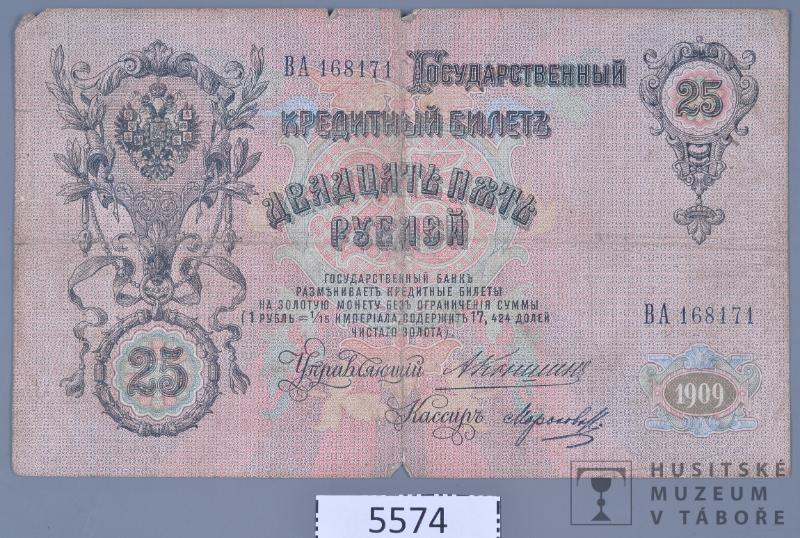 ВА 168171
Государственный
25
Кредитный Билетъ
Двадцать пять
рублей
ГОСУДАРСТВЕННЫЙ БАНКЪ
РАЗМѢНИВАЕТЪ КРЕДИТНЫЕ БИЛЕТЫ
НА ЗОЛОТУЮ МОНЕТУ БЕЗЪ ОГРАНИЧЕНІЯ СУММЫ
(1 РУБЛЬ = 1/15 ИМПЕРІАЛА, СОДЕРЖИТЪ 17,424 ДОЛЕЙ
ЧИСТАГО ЗОЛОТА).
ВА 168171
Управляющій
25
1909
Кассиръ
5574
HUSITSKÉ
MUZEUM
V TÁBOŘE